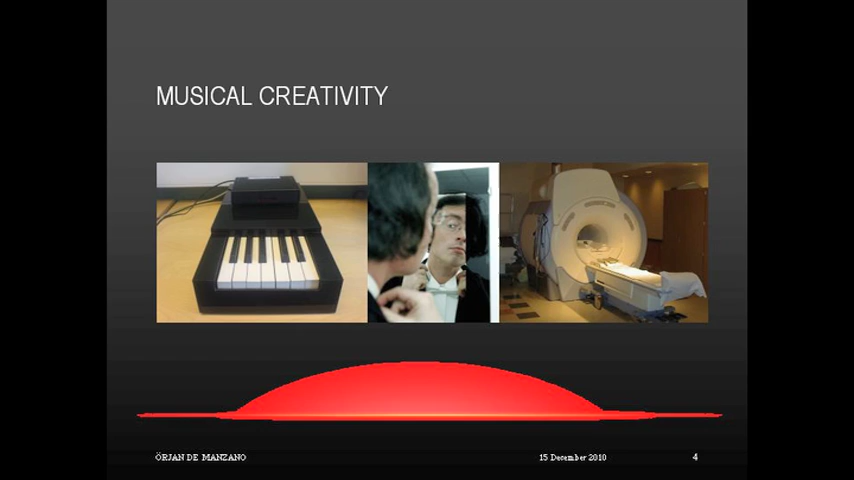 MUSICAL CREATIVITY
ÖRJAN DE MANZANO
15 December 2010
4